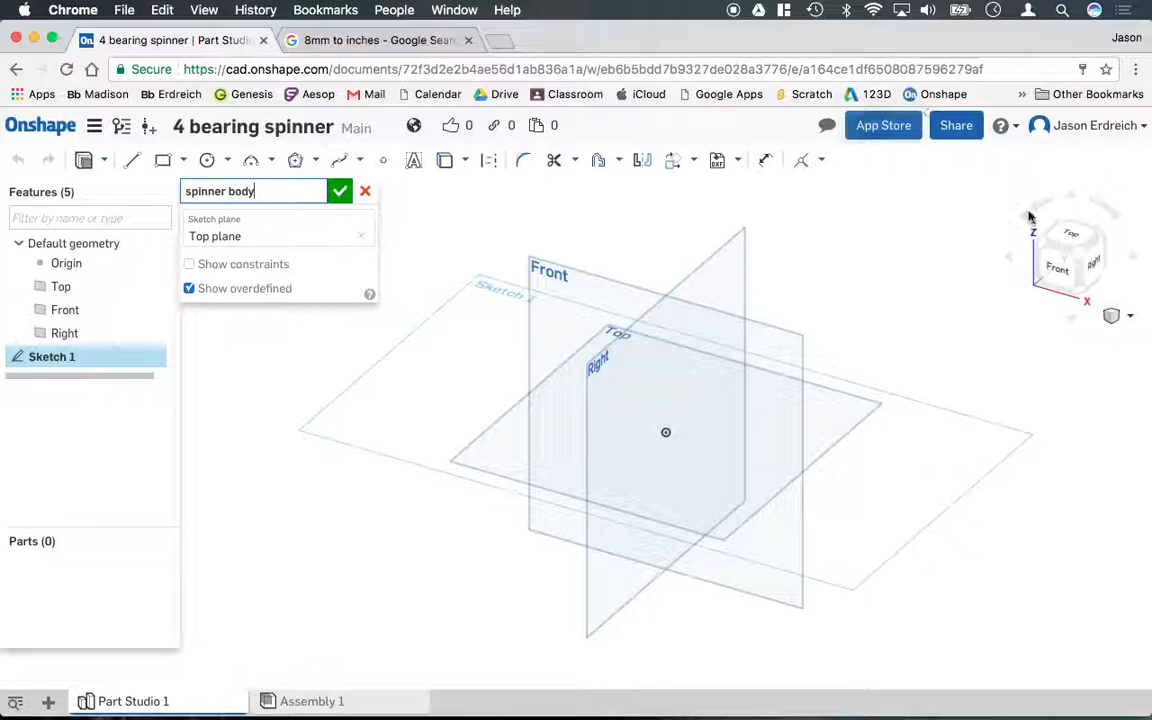 Chrome File Edit View History Bookmarks People Window Help
4 bearing spinner | Part Studio
8mm to inches - Google Sear
Jason
Secure https://cad.onshape.com/documents/72f3d2e2b4ae56d1ab836a1a/w/eb6b5bdd7b9327de028a3776/e/a164ce1df6508087596279af
Apps Bb Madison Bb Erdreich Genesis Aesop Mail Calendar Drive Classroom iCloud Google Apps Scratch 123D Onshape » Other Bookmarks
Onshape 4 bearing spinner Main 0 0 0 App Store Share Jason Erdreich
Features (5)
Filter by name or type
Default geometry
Origin
Top
Front
Right
Sketch 1
Parts (0)
spinner body
Sketch plane
Top plane
Show constraints
Show overdefined
Front
Sketch 1
Top
Right
Z
Top
Front
Right
X
Part Studio 1
Assembly 1